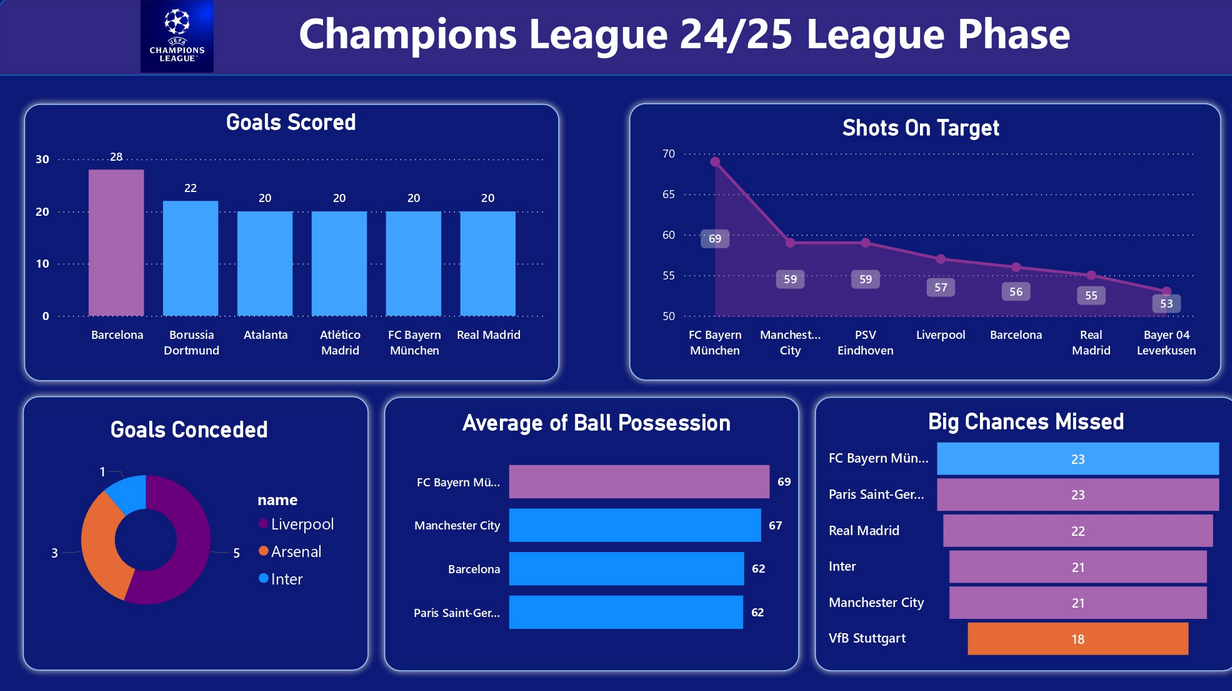 UEFA
CHAMPIONS
LEAGUE
Champions League 24/25 League Phase
Goals Scored
30
20
10
0
28
22
20
20
20
20
Barcelona
Borussia
Dortmund
Atalanta
Atlético
Madrid
FC Bayern
München
Real Madrid
Shots On Target
70
65
60
55
50
69
59
59
57
56
55
53
FC Bayern
München
Manchest...
City
PSV
Eindhoven
Liverpool
Barcelona
Real
Madrid
Bayer 04
Leverkusen
Goals Conceded
1
3
5
name
Liverpool
Arsenal
Inter
Average of Ball Possession
FC Bayern Mü... 69
Manchester City 67
Barcelona 62
Paris Saint-Ger... 62
Big Chances Missed
FC Bayern Mün... 23
Paris Saint-Ger... 23
Real Madrid 22
Inter 21
Manchester City 21
VfB Stuttgart 18